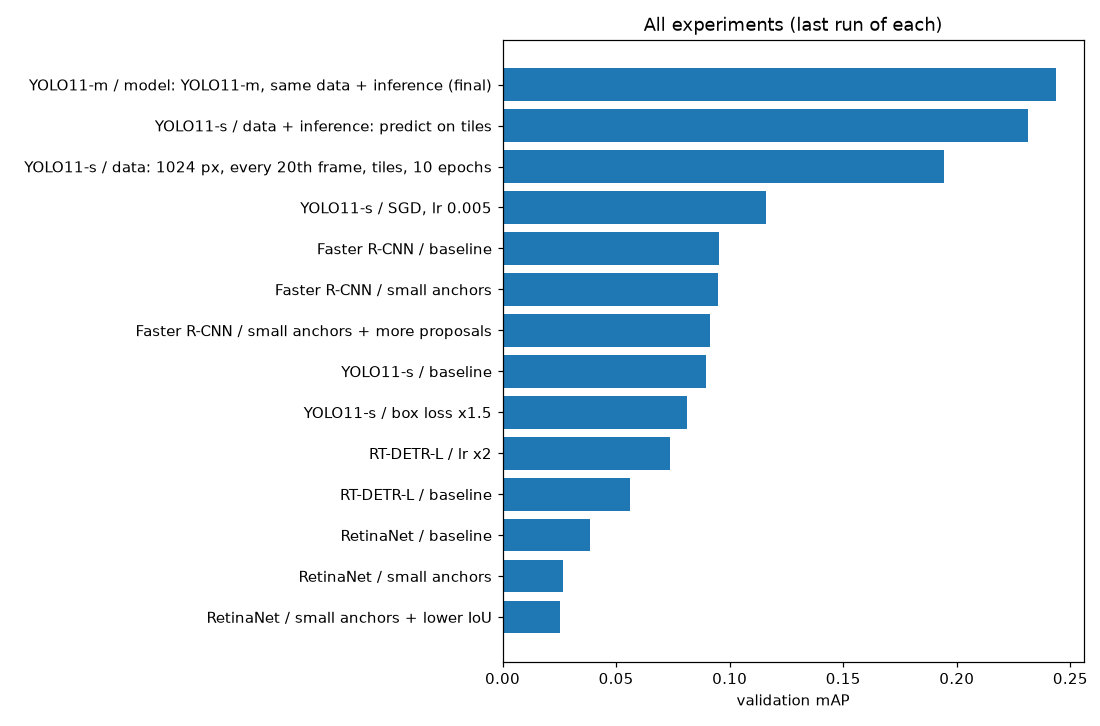 All experiments (last run of each)
YOLO11-m / model: YOLO11-m, same data + inference (final)
YOLO11-s / data + inference: predict on tiles
YOLO11-s / data: 1024 px, every 20th frame, tiles, 10 epochs
YOLO11-s / SGD, lr 0.005
Faster R-CNN / baseline
Faster R-CNN / small anchors
Faster R-CNN / small anchors + more proposals
YOLO11-s / baseline
YOLO11-s / box loss x1.5
RT-DETR-L / lr x2
RT-DETR-L / baseline
RetinaNet / baseline
RetinaNet / small anchors
RetinaNet / small anchors + lower IoU
0.00 0.05 0.10 0.15 0.20 0.25
validation mAP